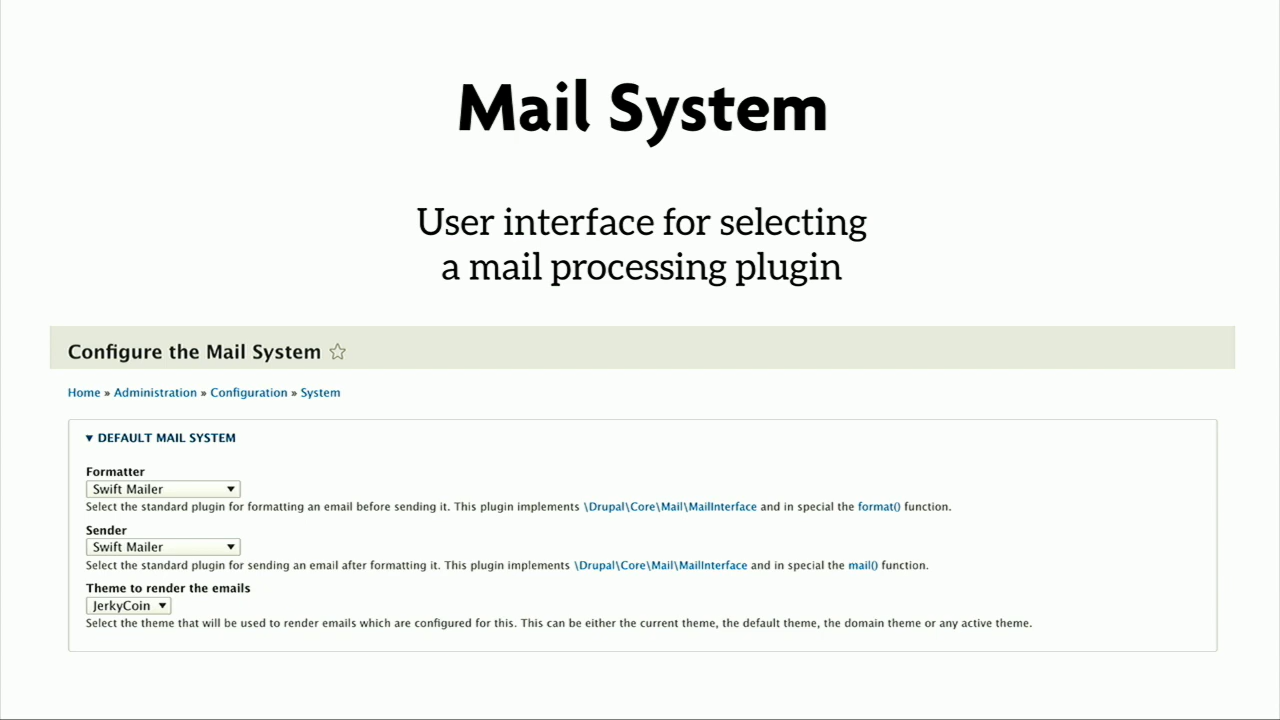 Mail System
User interface for selecting
a mail processing plugin
Configure the Mail System
Home » Administration » Configuration » System
DEFAULT MAIL SYSTEM
Formatter
Swift Mailer
Select the standard plugin for formatting an email before sending it. This plugin implements \Drupal\Core\Mail\MailInterface and in special the format() function.
Sender
Swift Mailer
Select the standard plugin for sending an email after formatting it. This plugin implements \Drupal\Core\Mail\MailInterface and in special the mail() function.
Theme to render the emails
JerkyCoin
Select the theme that will be used to render emails which are configured for this. This can be either the current theme, the default theme, the domain theme or any active theme.